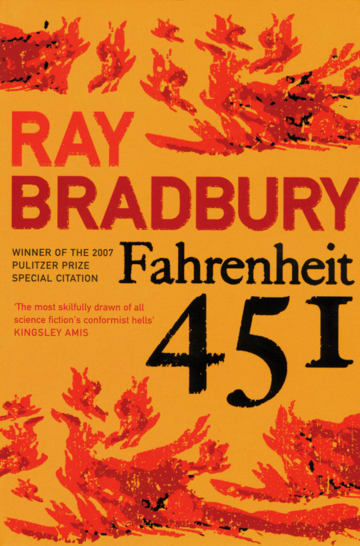 RAY
BRADBURY
WINNER OF THE 2007
PULITZER PRIZE
SPECIAL CITATION
Fahrenheit
451
'The most skilfully drawn of all
science fiction's conformist hells'
KINGSLEY AMIS